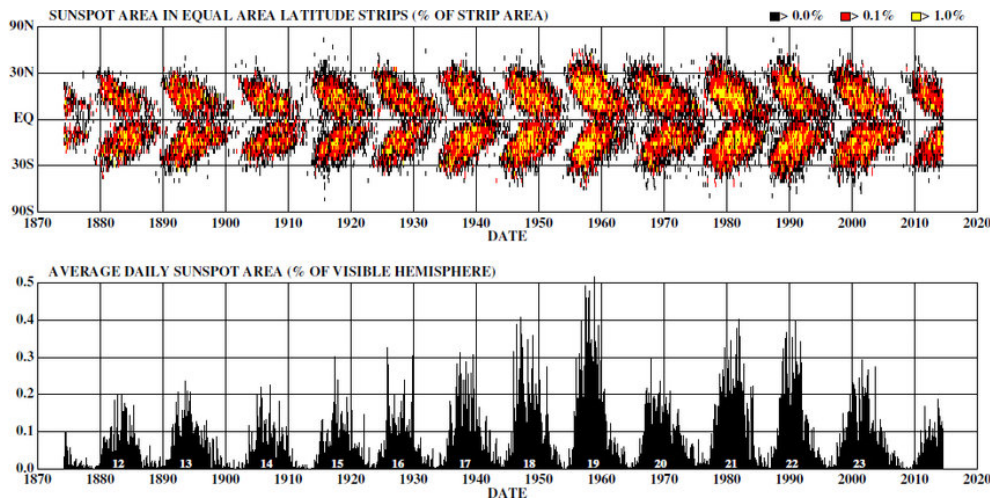 SUNSPOT AREA IN EQUAL AREA LATITUDE STRIPS (% OF STRIP AREA) > 0.0% > 0.1% > 1.0%
90N
30N
EQ
30S
90S
1870 1880 1890 1900 1910 1920 1930 1940 1950 1960 1970 1980 1990 2000 2010 2020
DATE
AVERAGE DAILY SUNSPOT AREA (% OF VISIBLE HEMISPHERE)
0.5
0.4
0.3
0.2
0.1
0.0
12 13 14 15 16 17 18 19 20 21 22 23
1870 1880 1890 1900 1910 1920 1930 1940 1950 1960 1970 1980 1990 2000 2010 2020
DATE